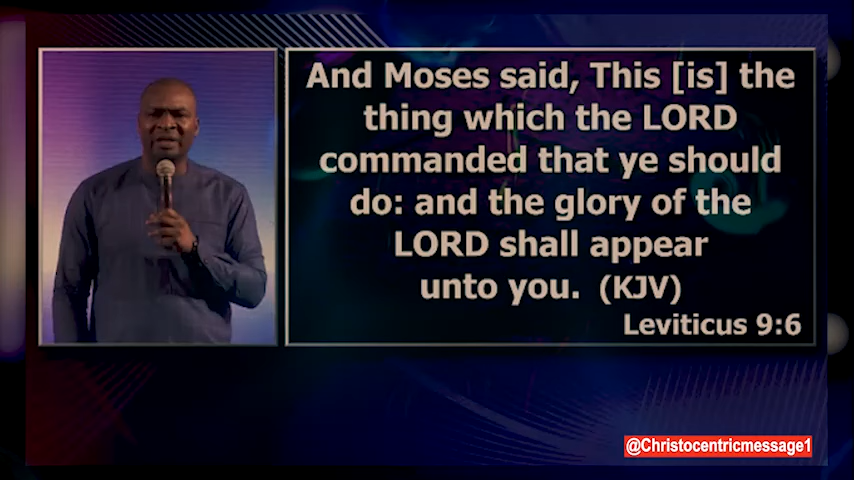 And Moses said, This [is] the
thing which the LORD
commanded that ye should
do: and the glory of the
LORD shall appear
unto you. (KJV)
Leviticus 9:6
@Christocentricmessage1